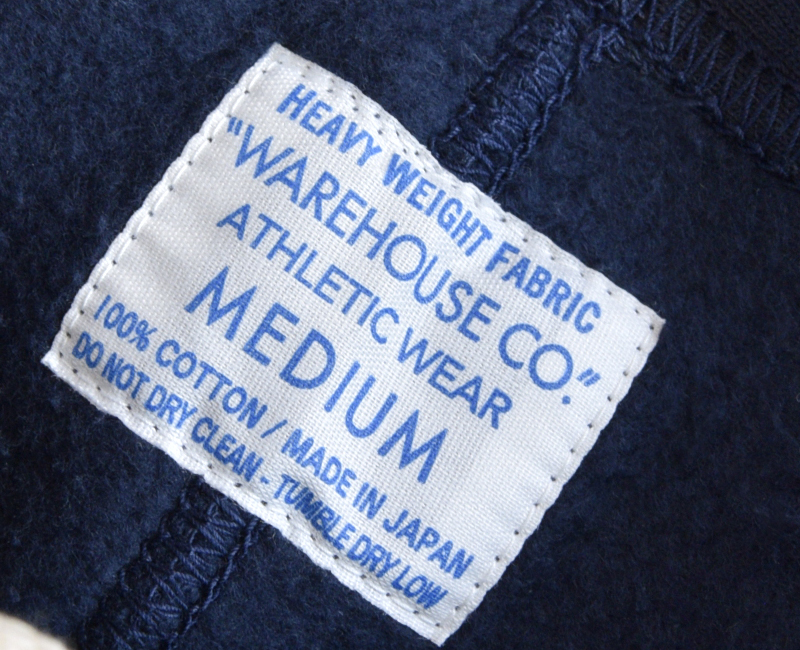 HEAVY WEIGHT FABRIC
"WAREHOUSE CO."
ATHLETIC WEAR
MEDIUM
100% COTTON / MADE IN JAPAN
DO NOT DRY CLEAN - TUMBLE DRY LOW